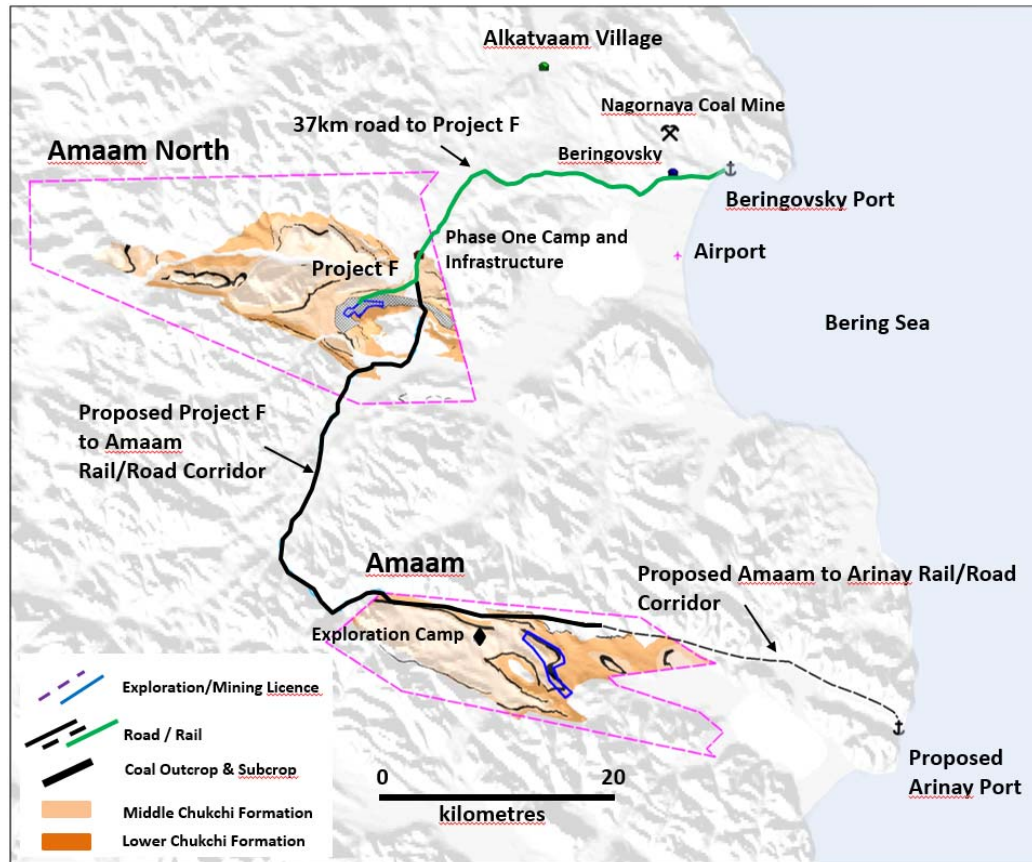 Alkatvaam Village
Nagornaya Coal Mine
37km road to Project F
Amaam North
Beringovsky
Beringovsky Port
Phase One Camp and
Infrastructure
Airport
Project F
Bering Sea
Proposed Project F
to Amaam
Rail/Road Corridor
Amaam
Proposed Amaam to Arinay Rail/Road
Corridor
Exploration Camp
Exploration/Mining Licence
Road / Rail
Coal Outcrop & Subcrop
Middle Chukchi Formation
Lower Chukchi Formation
0 20
kilometres
Proposed
Arinay Port